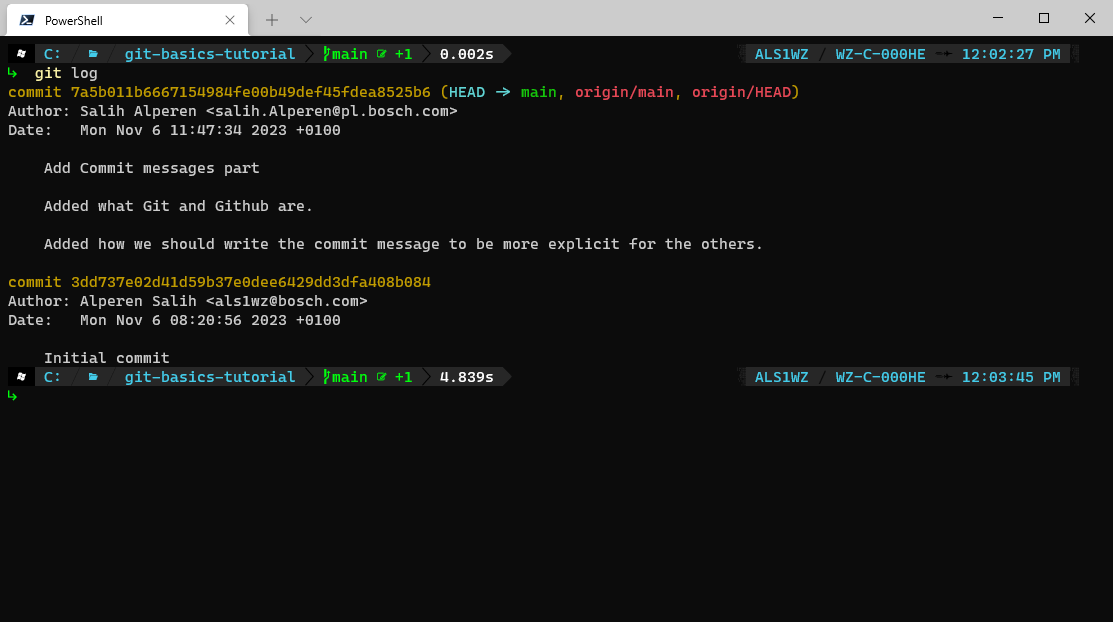 PowerShell
C: git-basics-tutorial main +1 0.002s ALS1WZ / WZ-C-000HE 12:02:27 PM
git log
commit 7a5b011b6667154984fe00b49def45fdea8525b6 (HEAD -> main, origin/main, origin/HEAD)
Author: Salih Alperen <salih.Alperen@pl.bosch.com>
Date:   Mon Nov 6 11:47:34 2023 +0100
Add Commit messages part
Added what Git and Github are.
Added how we should write the commit message to be more explicit for the others.
commit 3dd737e02d41d59b37e0dee6429dd3dfa408b084
Author: Alperen Salih <als1wz@bosch.com>
Date:   Mon Nov 6 08:20:56 2023 +0100
Initial commit
C: git-basics-tutorial main +1 4.839s ALS1WZ / WZ-C-000HE 12:03:45 PM